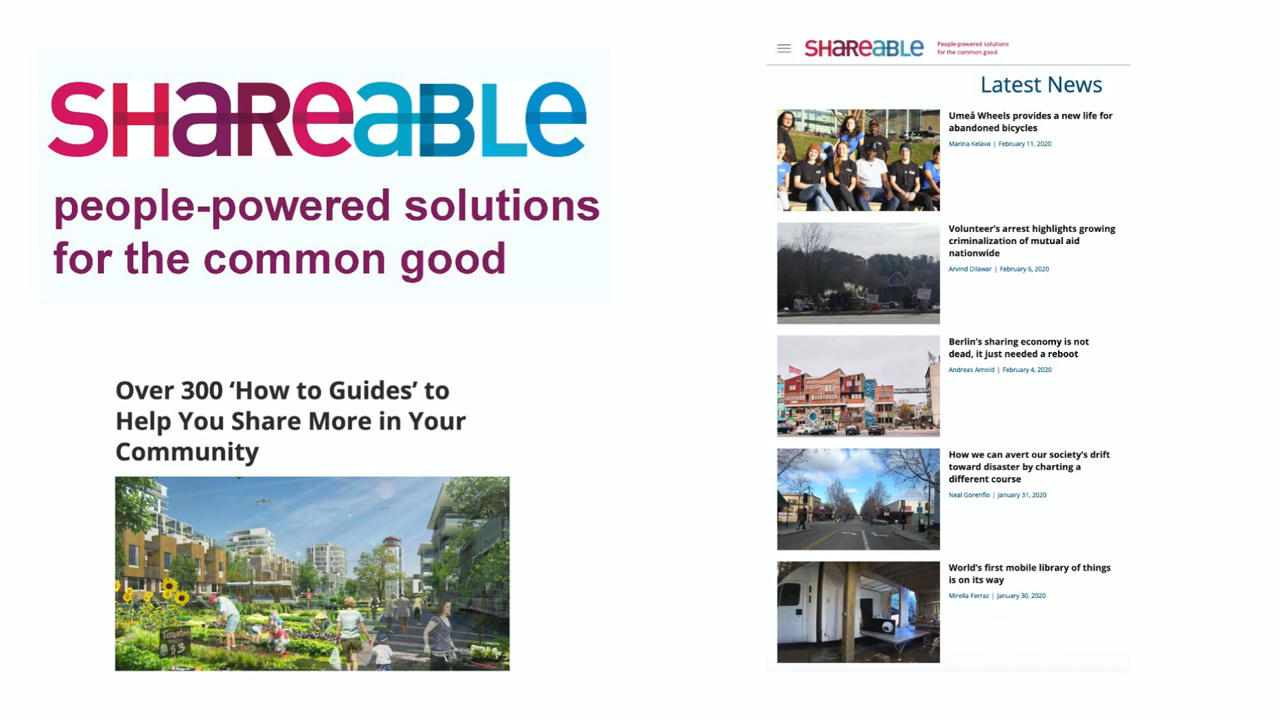 SHAREABLE
people-powered solutions
for the common good
Over 300 ‘How to Guides’ to
Help You Share More in Your
Community
Tomatoes
$3
SHAREABLE
People-powered solutions
for the common good
Latest News
Umeå Wheels provides a new life for
abandoned bicycles
Marina Kelava | February 11, 2020
Volunteer’s arrest highlights growing
criminalization of mutual aid
nationwide
Arvind Dilawar | February 6, 2020
Berlin’s sharing economy is not
dead, it just needed a reboot
Andreas Arnold | February 4, 2020
How we can avert our society’s drift
toward disaster by charting a
different course
Neal Gorenflo | January 31, 2020
World’s first mobile library of things
is on its way
Mirella Ferraz | January 30, 2020